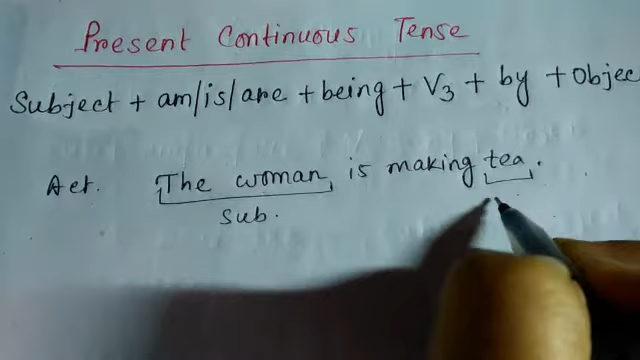 Present Continuous Tense
Subject + am/is/are + being + V3 + by + Objec
Act. The woman is making tea.
Sub.